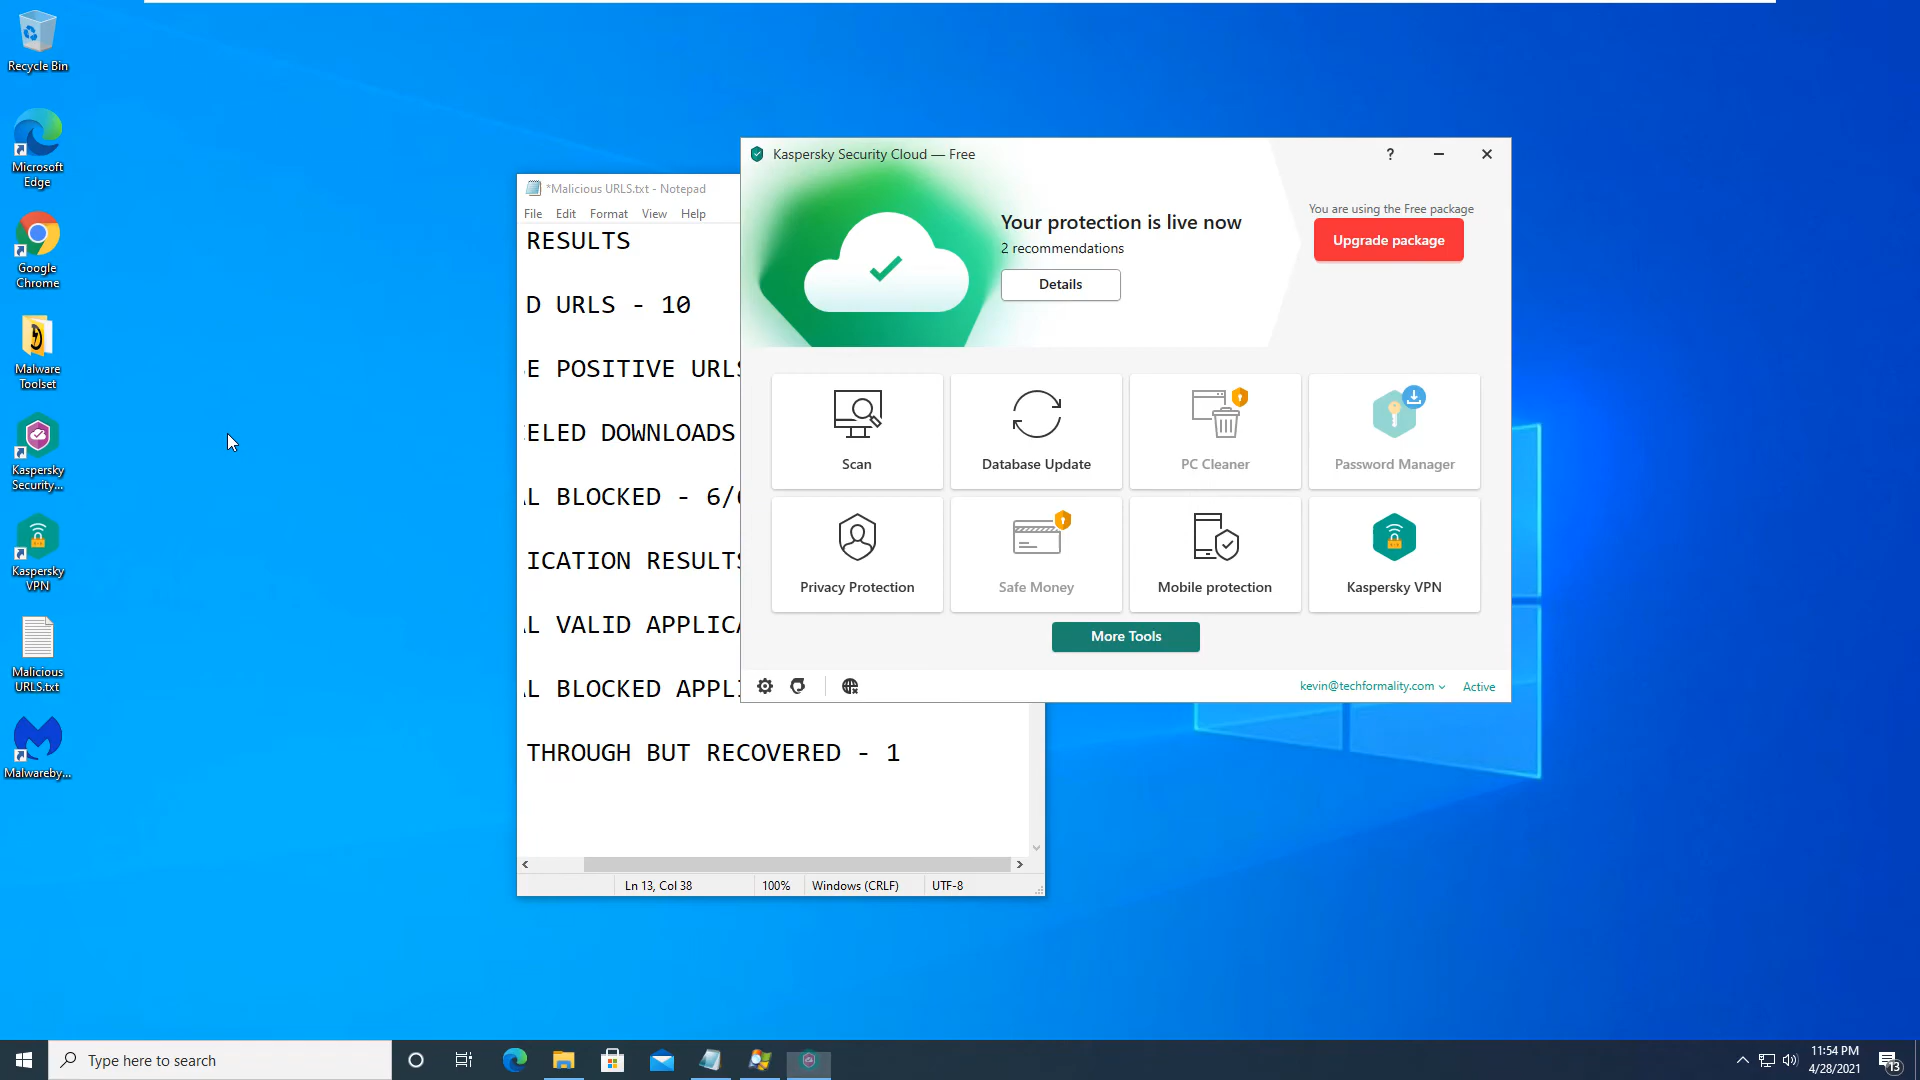 Recycle Bin
Microsoft
Edge
Google
Chrome
Malware
Toolset
Kaspersky
Security...
Kaspersky
VPN
Malicious
URLS.txt
Malwareby...
*Malicious URLS.txt - Notepad
File Edit Format View Help
RESULTS
D URLS - 10
E POSITIVE URLS
ELED DOWNLOADS
L BLOCKED - 6/
ICATION RESULTS
L VALID APPLICA
L BLOCKED APPLI
THROUGH BUT RECOVERED - 1
Ln 13, Col 38 100% Windows (CRLF) UTF-8
Kaspersky Security Cloud — Free
?
Your protection is live now
2 recommendations
Details
You are using the Free package
Upgrade package
Scan
Database Update
PC Cleaner
Password Manager
Privacy Protection
Safe Money
Mobile protection
Kaspersky VPN
More Tools
kevin@techformality.com
Active
Type here to search
11:54 PM
4/28/2021
13